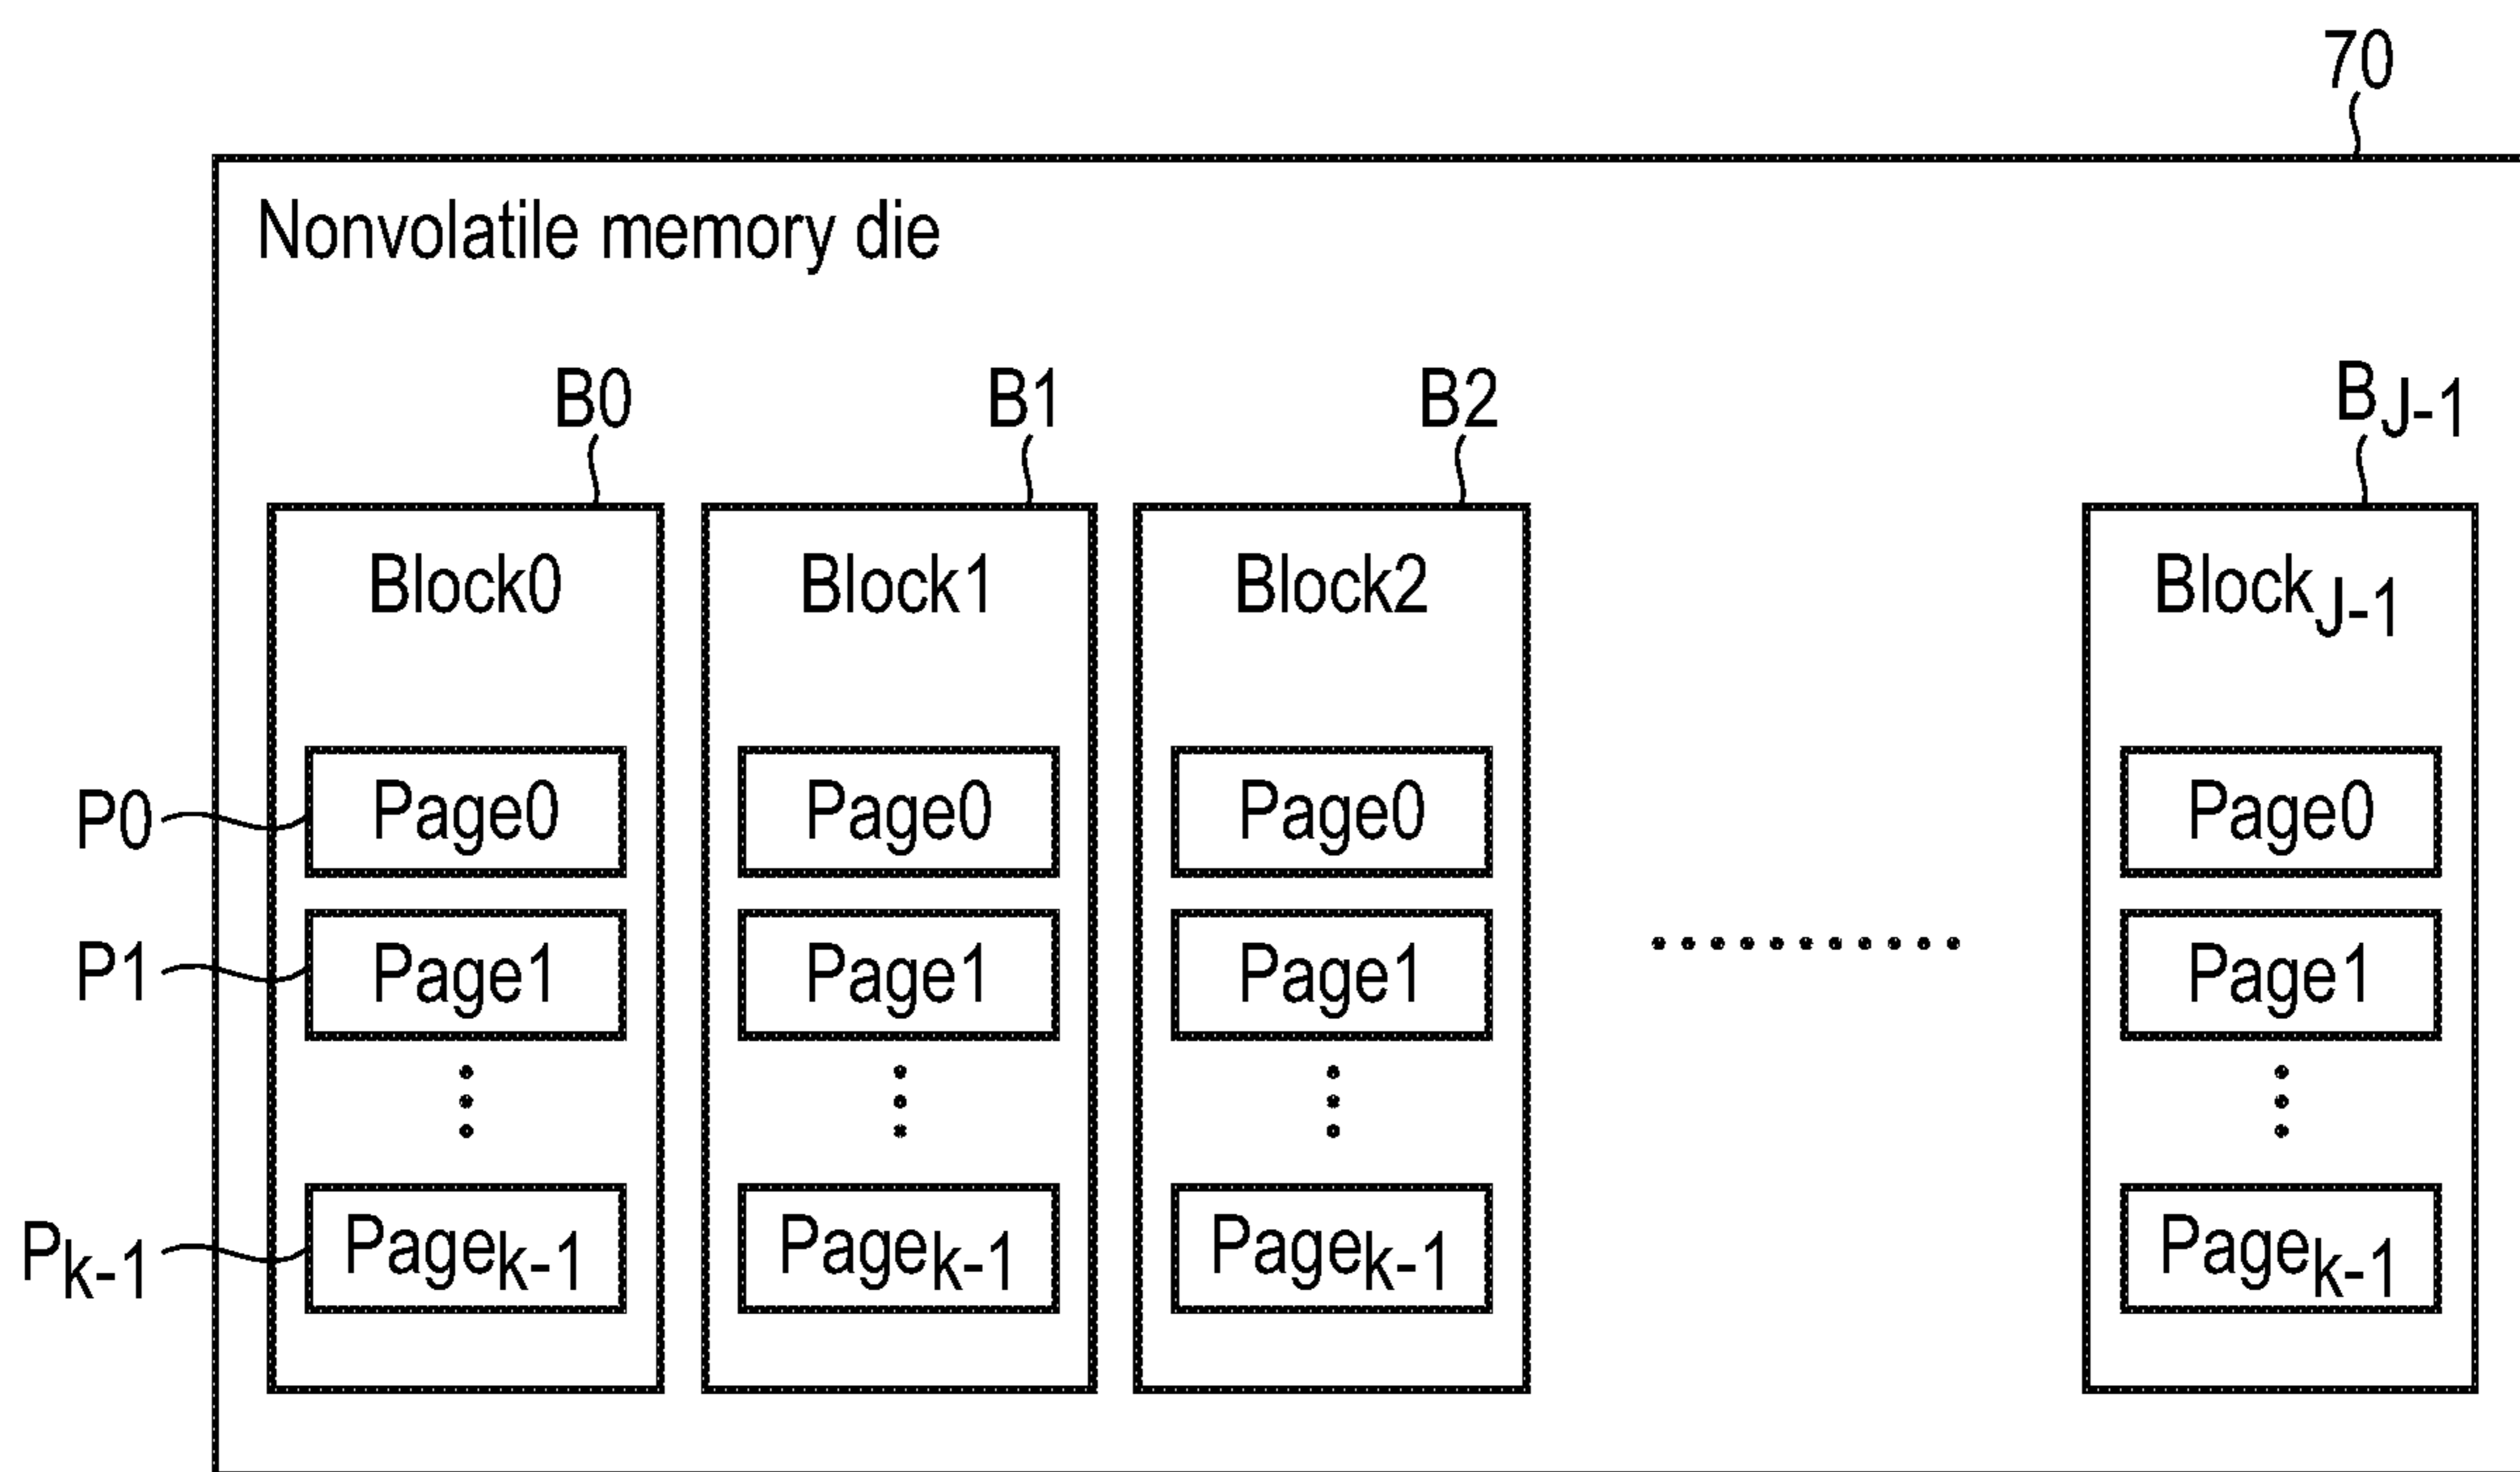 70
Nonvolatile memory die
B0 B1 B2 BJ-1
Block0 Block1 Block2 BlockJ-1
P0 Page0 Page0 Page0 Page0
P1 Page1 Page1 Page1 Page1
Pk-1 Pagek-1 Pagek-1 Pagek-1 Pagek-1